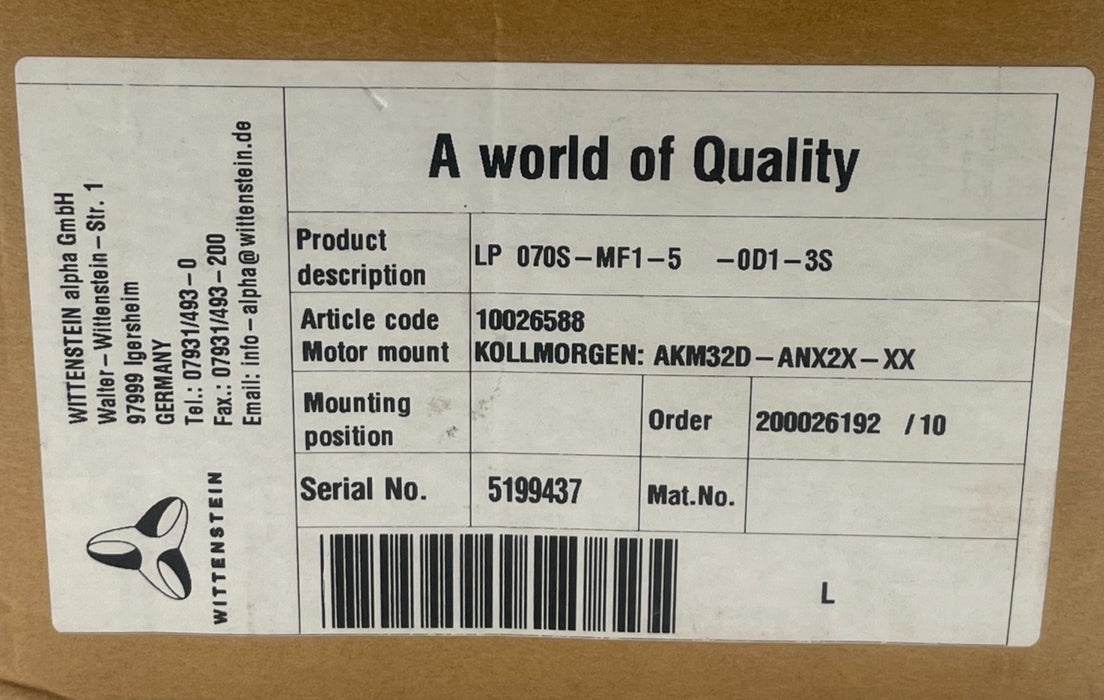 WITTENSTEIN alpha GmbH
Walter-Wittenstein-Str. 1
97999 Igersheim
GERMANY
Tel.: 07931/493-0
Fax.: 07931/493-200
Email: info-alpha@wittenstein.de
WITTENSTEIN
A world of Quality
Product description LP 070S-MF1-5 -0D1-3S
Article code 10026588
Motor mount KOLLMORGEN: AKM32D-ANX2X-XX
Mounting position Order 200026192 /10
Serial No. 5199437 Mat.No.
L